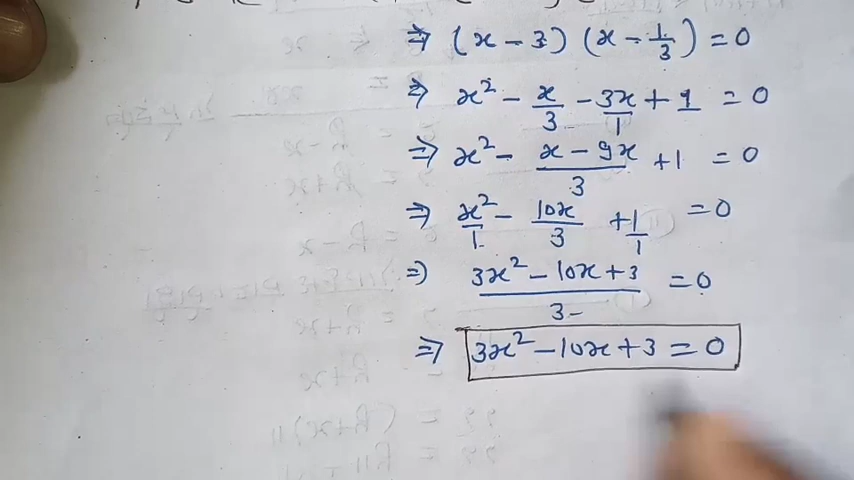 ⇒ (x - 3) (x - 1/3) = 0
⇒ x² - x/3 - 3x/1 + 1 = 0
⇒ x² - (x - 9x)/3 + 1 = 0
⇒ x²/1 - 10x/3 + 1/1 = 0
⇒ (3x² - 10x + 3)/3 = 0
⇒ 3x² - 10x + 3 = 0